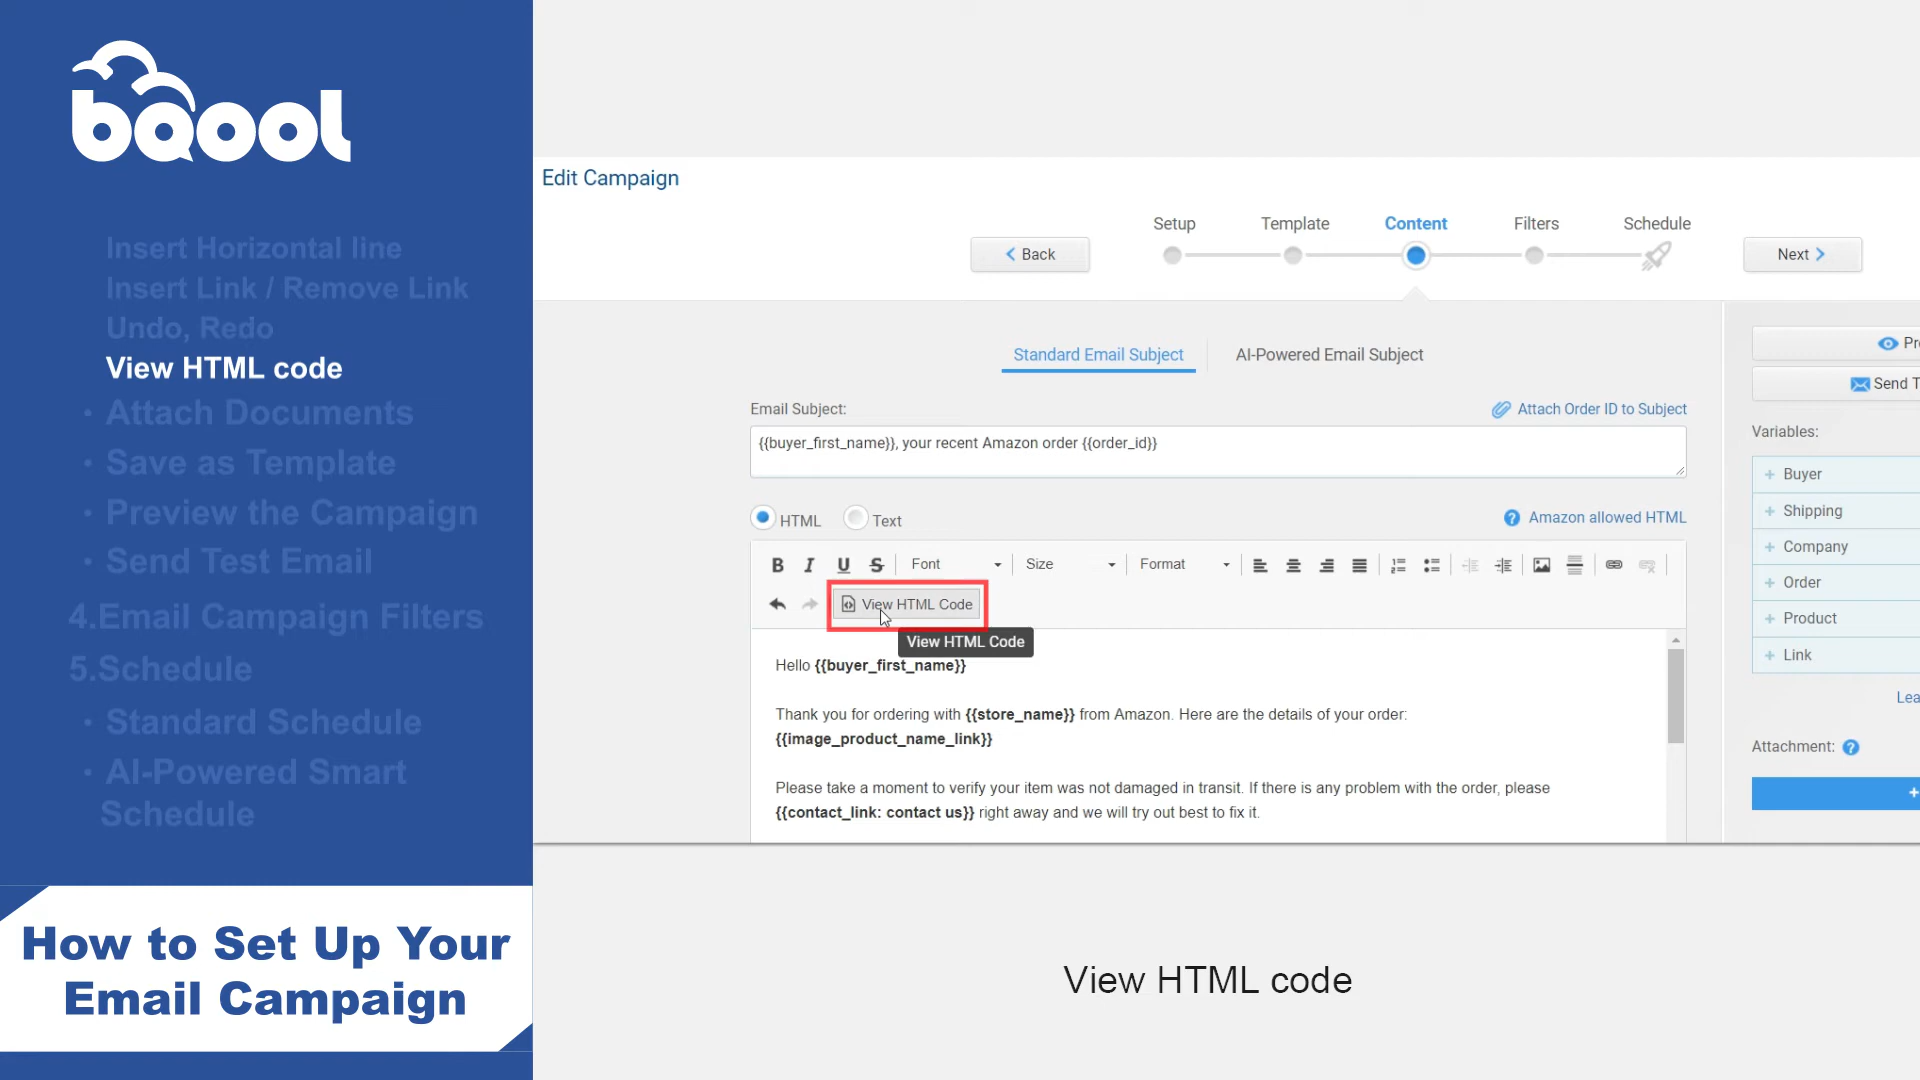 bqool
Insert Horizontal line
Insert Link / Remove Link
Undo, Redo
View HTML code
· Attach Documents
· Save as Template
· Preview the Campaign
· Send Test Email
4.Email Campaign Filters
5.Schedule
· Standard Schedule
· AI-Powered Smart
Schedule
How to Set Up Your
Email Campaign
Edit Campaign
Back
Setup
Template
Content
Filters
Schedule
Next
Standard Email Subject
AI-Powered Email Subject
Email Subject:
Attach Order ID to Subject
{{buyer_first_name}}, your recent Amazon order {{order_id}}
HTML
Text
Amazon allowed HTML
B I U S Font Size Format
View HTML Code
View HTML Code
Hello {{buyer_first_name}}
Thank you for ordering with {{store_name}} from Amazon. Here are the details of your order:
{{image_product_name_link}}
Please take a moment to verify your item was not damaged in transit. If there is any problem with the order, please
{{contact_link: contact us}} right away and we will try out best to fix it.
Pr
Send T
Variables:
+ Buyer
+ Shipping
+ Company
+ Order
+ Product
+ Link
Lea
Attachment: ?
+
View HTML code